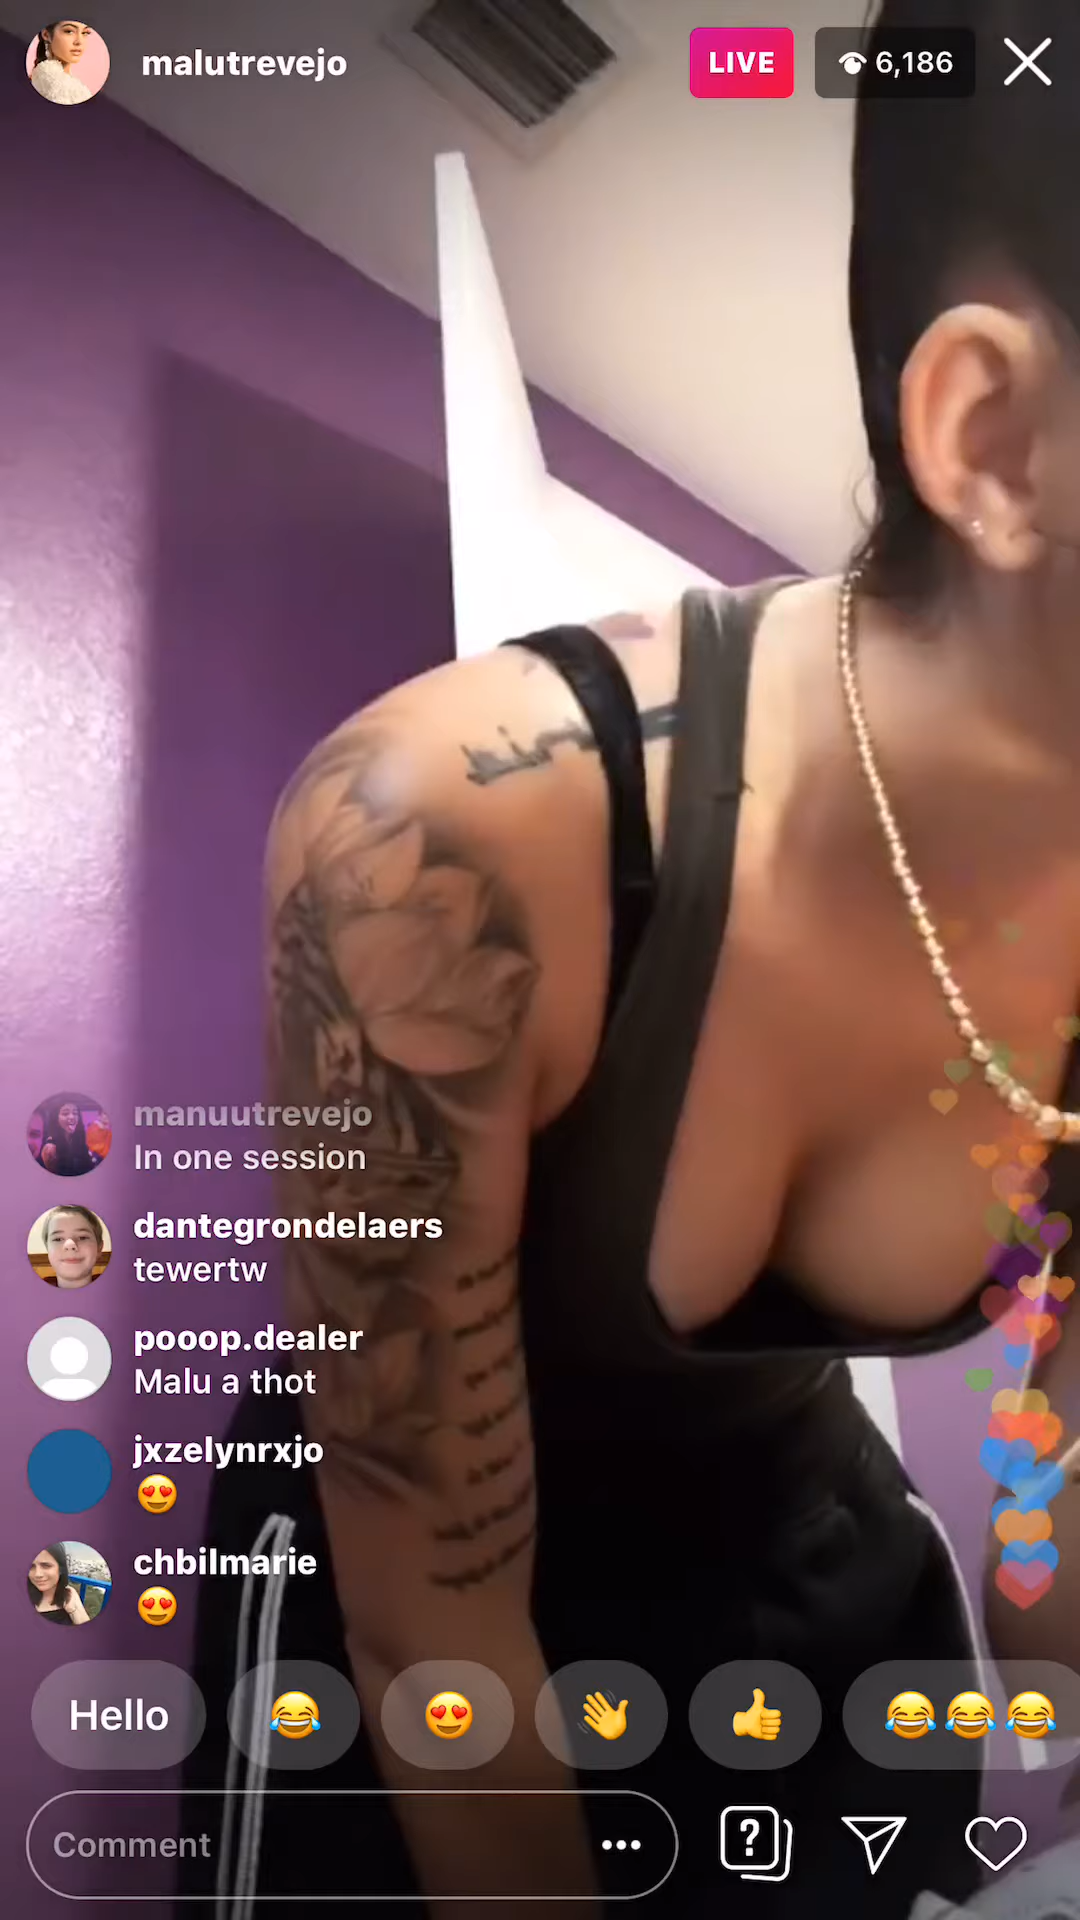 malutrevejo
LIVE
6,186
manuutrevejo
In one session
dantegrondelaers
tewertw
pooop.dealer
Malu a thot
jxzelynrxjo
😍
chbilmarie
😍
Hello 😂 😍 👋 👍 😂😂😂
Comment